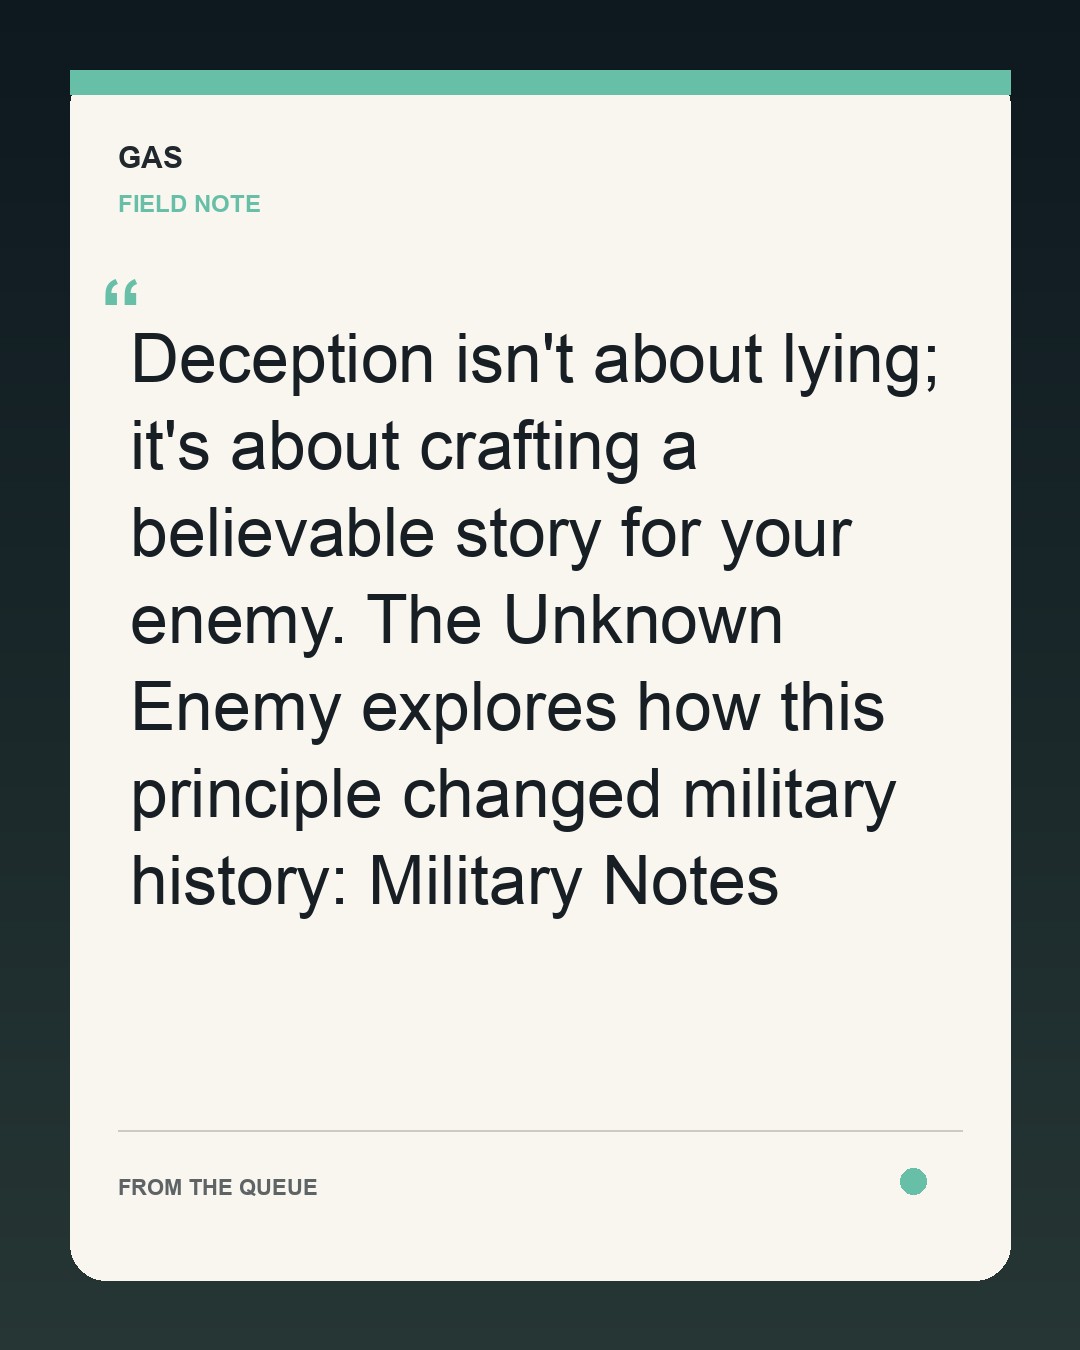 GAS
FIELD NOTE
“
Deception isn't about lying;
it's about crafting a
believable story for your
enemy. The Unknown
Enemy explores how this
principle changed military
history: Military Notes
FROM THE QUEUE